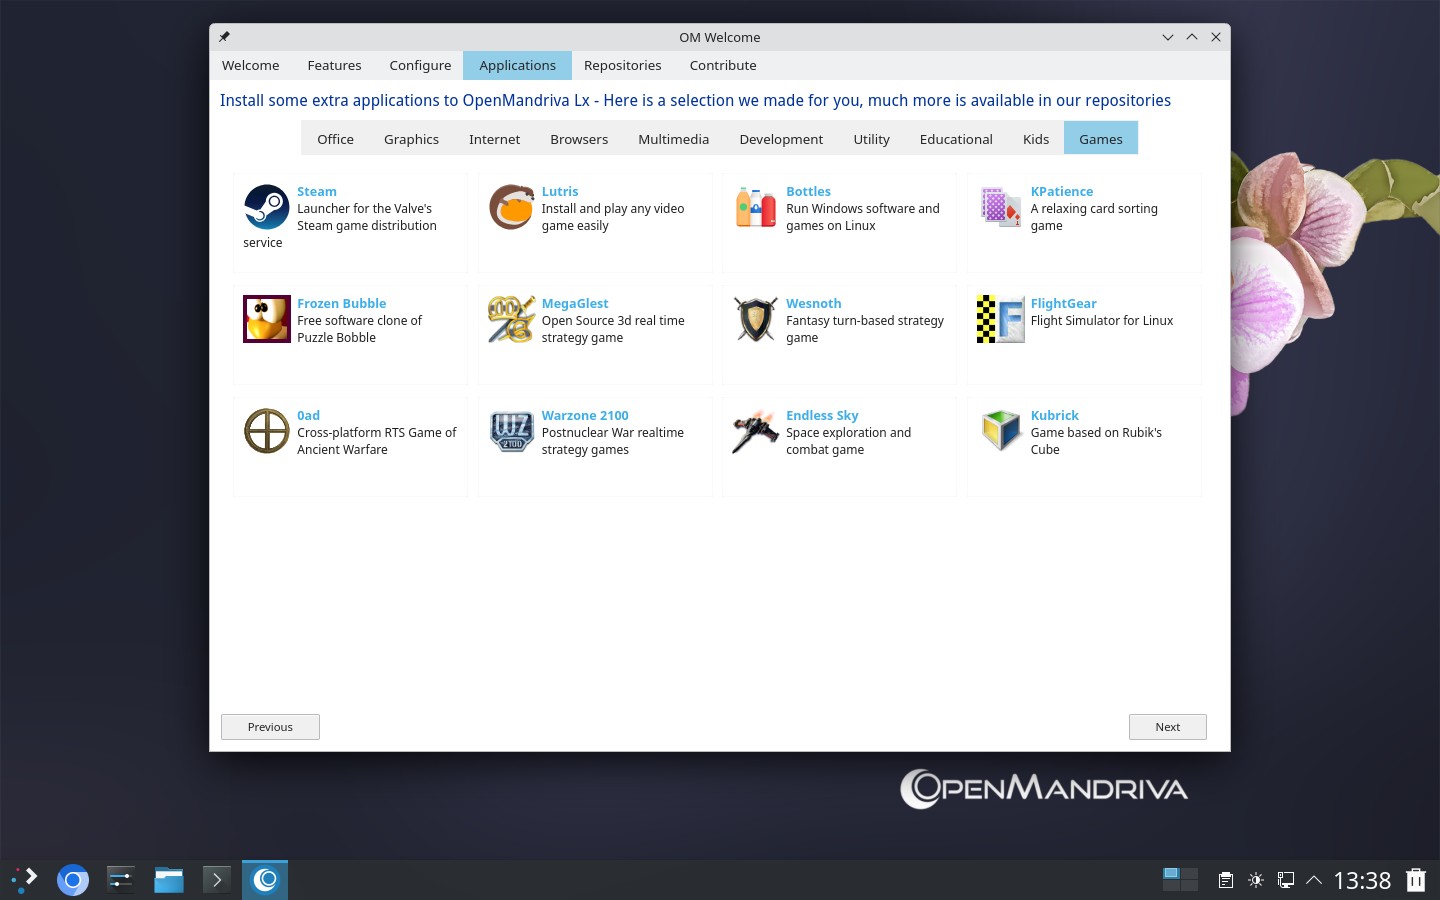 OM Welcome
Welcome Features Configure Applications Repositories Contribute
Install some extra applications to OpenMandriva Lx - Here is a selection we made for you, much more is available in our repositories
Office Graphics Internet Browsers Multimedia Development Utility Educational Kids Games
Steam
Launcher for the Valve's
Steam game distribution
service
Lutris
Install and play any video
game easily
Bottles
Run Windows software and
games on Linux
KPatience
A relaxing card sorting
game
Frozen Bubble
Free software clone of
Puzzle Bobble
MegaGlest
Open Source 3d real time
strategy game
Wesnoth
Fantasy turn-based strategy
game
FlightGear
Flight Simulator for Linux
0ad
Cross-platform RTS Game of
Ancient Warfare
WZ
2100
Warzone 2100
Postnuclear War realtime
strategy games
Endless Sky
Space exploration and
combat game
Kubrick
Game based on Rubik's
Cube
Previous
Next
OpenMandriva
13:38